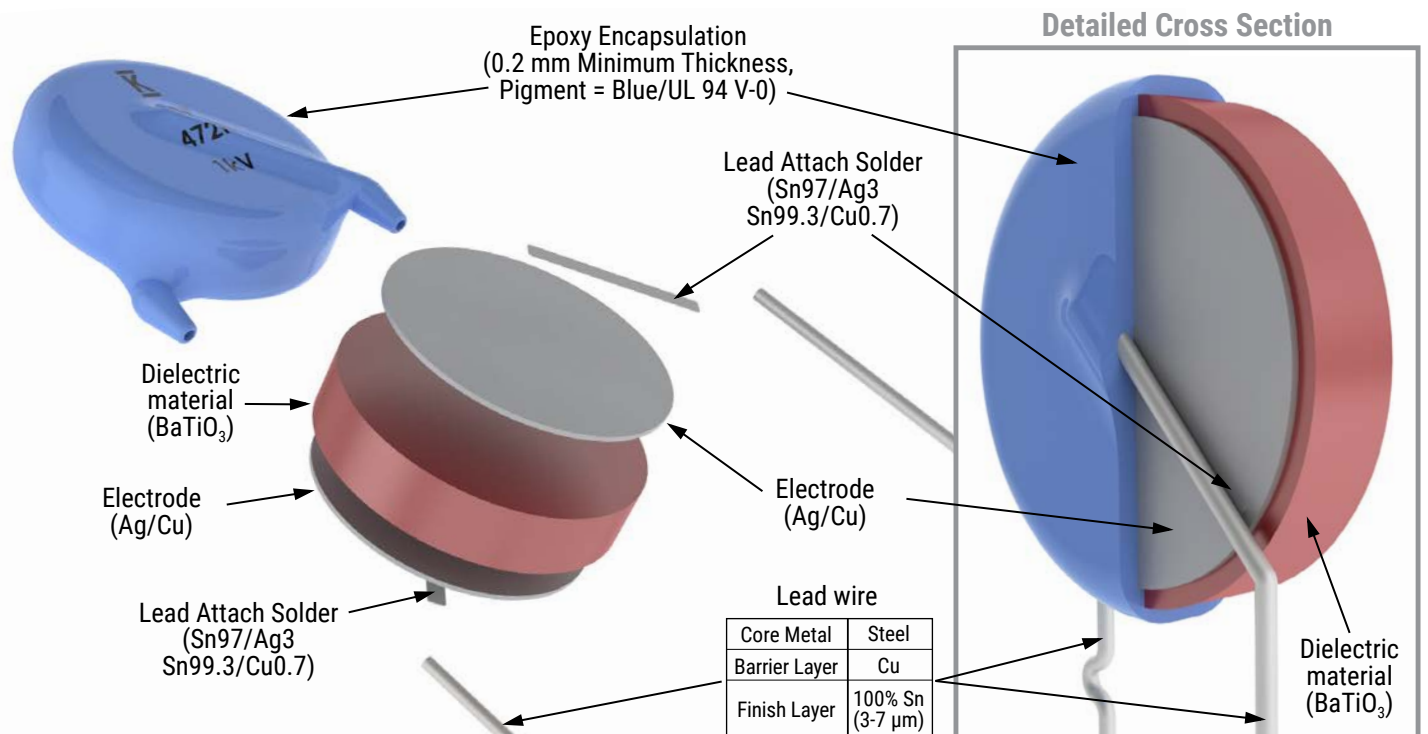 Detailed Cross Section
Epoxy Encapsulation
(0.2 mm Minimum Thickness,
Pigment = Blue/UL 94 V-0)
1kV
Lead Attach Solder
(Sn97/Ag3
Sn99.3/Cu0.7)
Dielectric
material
(BaTiO₃)
Electrode
(Ag/Cu)
Electrode
(Ag/Cu)
Lead Attach Solder
(Sn97/Ag3
Sn99.3/Cu0.7)
Lead wire
Core Metal Steel
Barrier Layer Cu
Finish Layer 100% Sn
(3-7 µm)
Dielectric
material
(BaTiO₃)